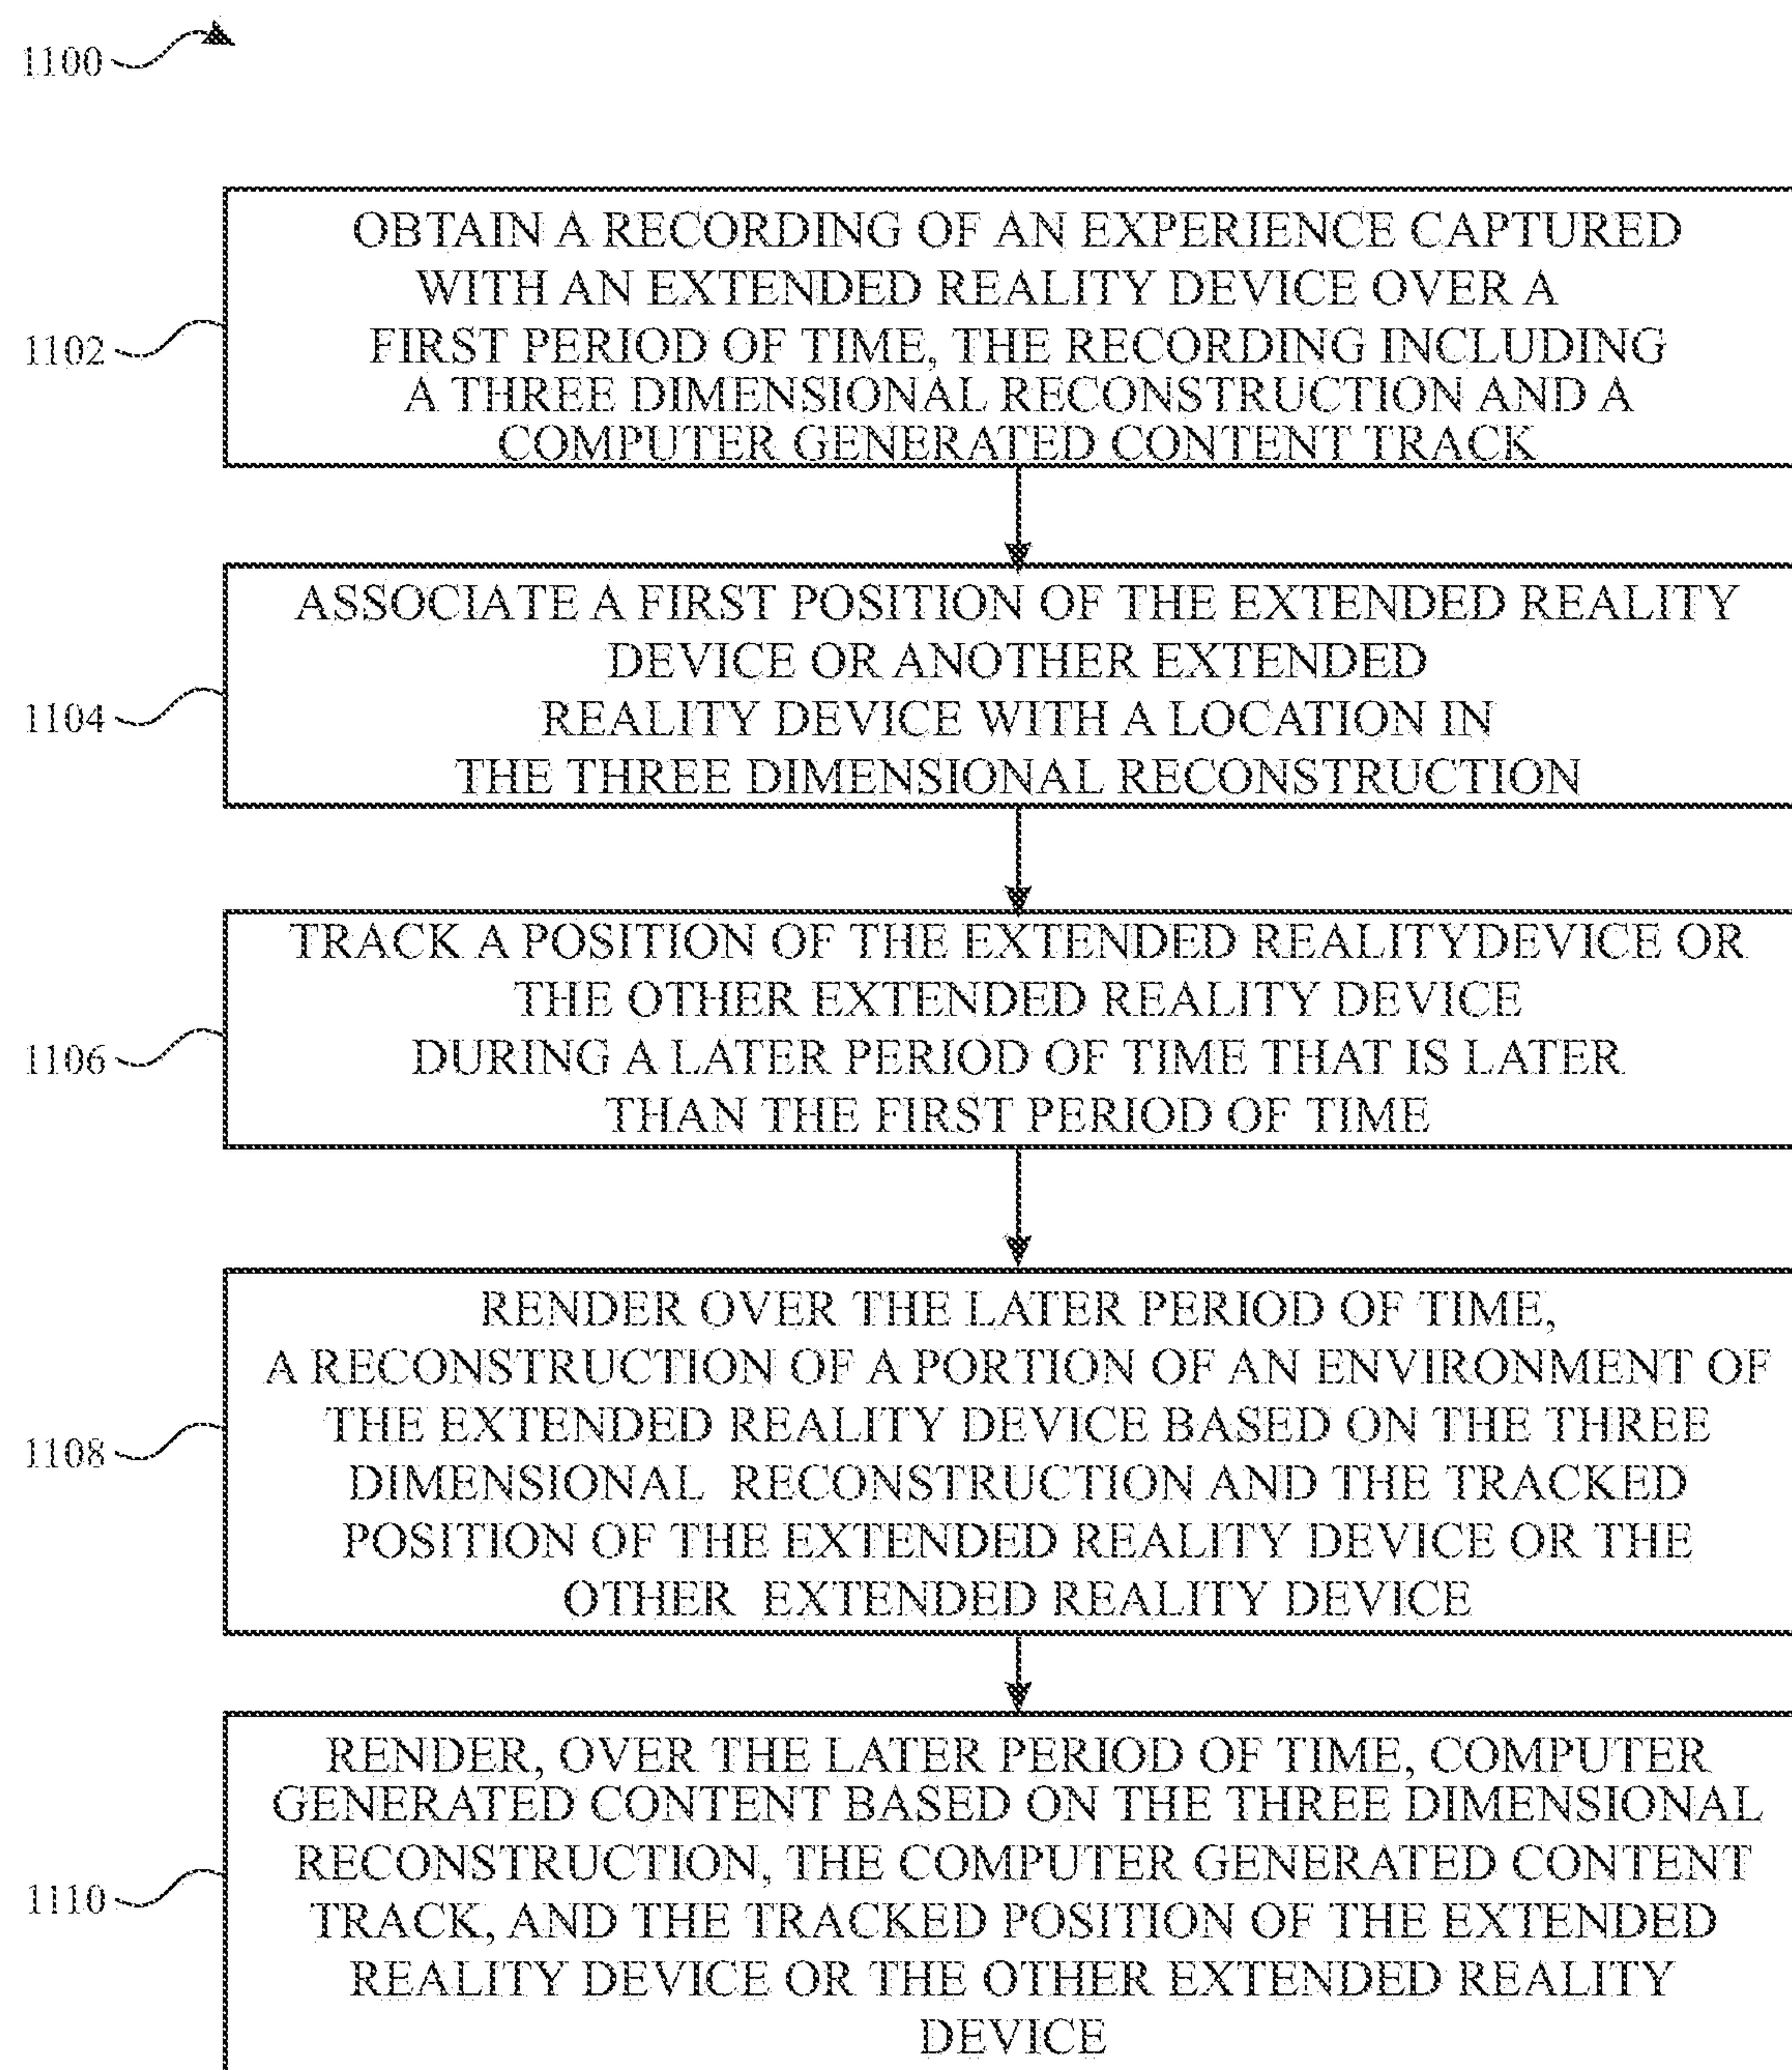 1100
OBTAIN A RECORDING OF AN EXPERIENCE CAPTURED
WITH AN EXTENDED REALITY DEVICE OVER A
FIRST PERIOD OF TIME, THE RECORDING INCLUDING
A THREE DIMENSIONAL RECONSTRUCTION AND A
COMPUTER GENERATED CONTENT TRACK
1102
ASSOCIATE A FIRST POSITION OF THE EXTENDED REALITY
DEVICE OR ANOTHER EXTENDED
REALITY DEVICE WITH A LOCATION IN
THE THREE DIMENSIONAL RECONSTRUCTION
1104
TRACK A POSITION OF THE EXTENDED REALITYDEVICE OR
THE OTHER EXTENDED REALITY DEVICE
DURING A LATER PERIOD OF TIME THAT IS LATER
THAN THE FIRST PERIOD OF TIME
1106
RENDER OVER THE LATER PERIOD OF TIME,
A RECONSTRUCTION OF A PORTION OF AN ENVIRONMENT OF
THE EXTENDED REALITY DEVICE BASED ON THE THREE
DIMENSIONAL RECONSTRUCTION AND THE TRACKED
POSITION OF THE EXTENDED REALITY DEVICE OR THE
OTHER EXTENDED REALITY DEVICE
1108
RENDER, OVER THE LATER PERIOD OF TIME, COMPUTER
GENERATED CONTENT BASED ON THE THREE DIMENSIONAL
RECONSTRUCTION, THE COMPUTER GENERATED CONTENT
TRACK, AND THE TRACKED POSITION OF THE EXTENDED
REALITY DEVICE OR THE OTHER EXTENDED REALITY
DEVICE
1110